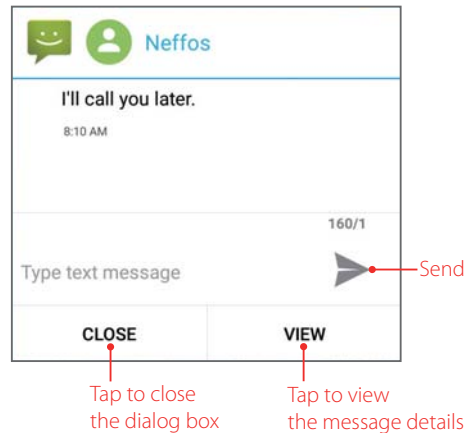 Neffos
I'll call you later.
8:10 AM
160/1
Type text message
Send
CLOSE VIEW
Tap to close
the dialog box
Tap to view
the message details